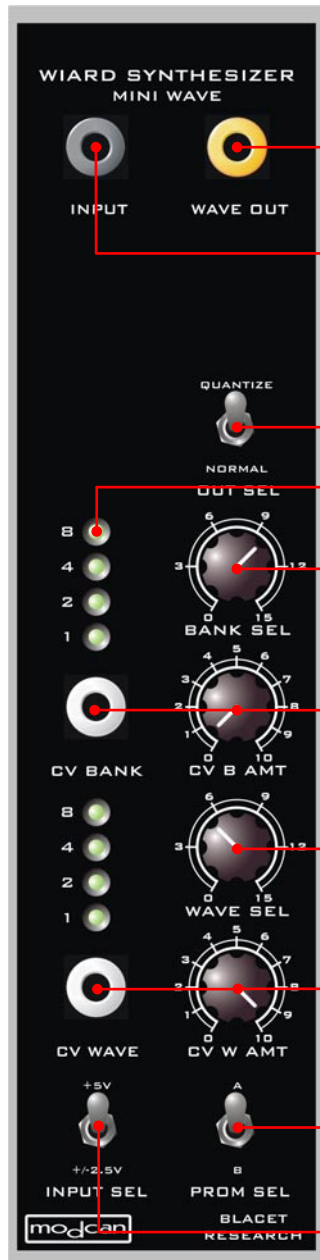 WIARD SYNTHESIZER
MINI WAVE
INPUT WAVE OUT
QUANTIZE
NORMAL
OUT SEL
8
4
2
1
0 3 6 9 12 15
BANK SEL
CV BANK
0 1 2 3 4 5 6 7 8 9 10
CV B AMT
8
4
2
1
0 3 6 9 12 15
WAVE SEL
CV WAVE
0 1 2 3 4 5 6 7 8 9 10
CV W AMT
+5V
+/-2.5V
INPUT SEL
A
B
PROM SEL
modcan
BLACET
RESEARCH